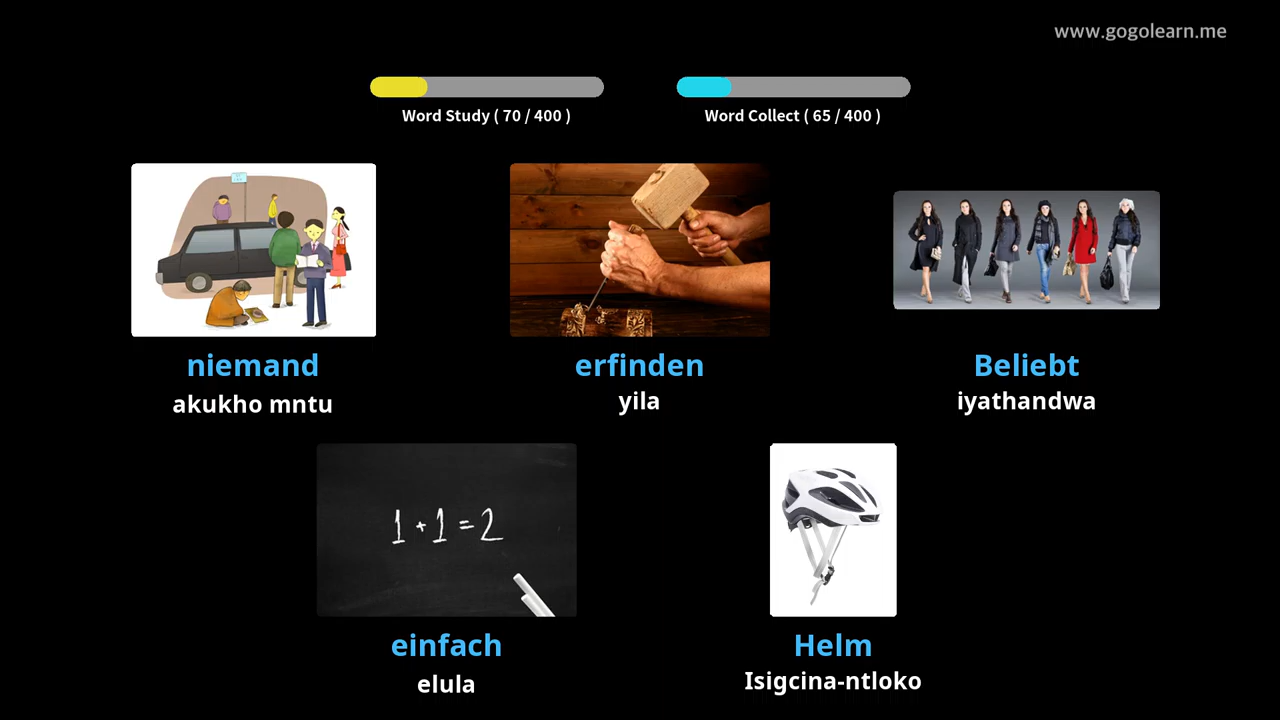 www.gogolearn.me
Word Study ( 70 / 400 )
Word Collect ( 65 / 400 )
niemand
akukho mntu
erfinden
yila
Beliebt
iyathandwa
1 + 1 = 2
einfach
elula
Helm
Isigcina-ntloko